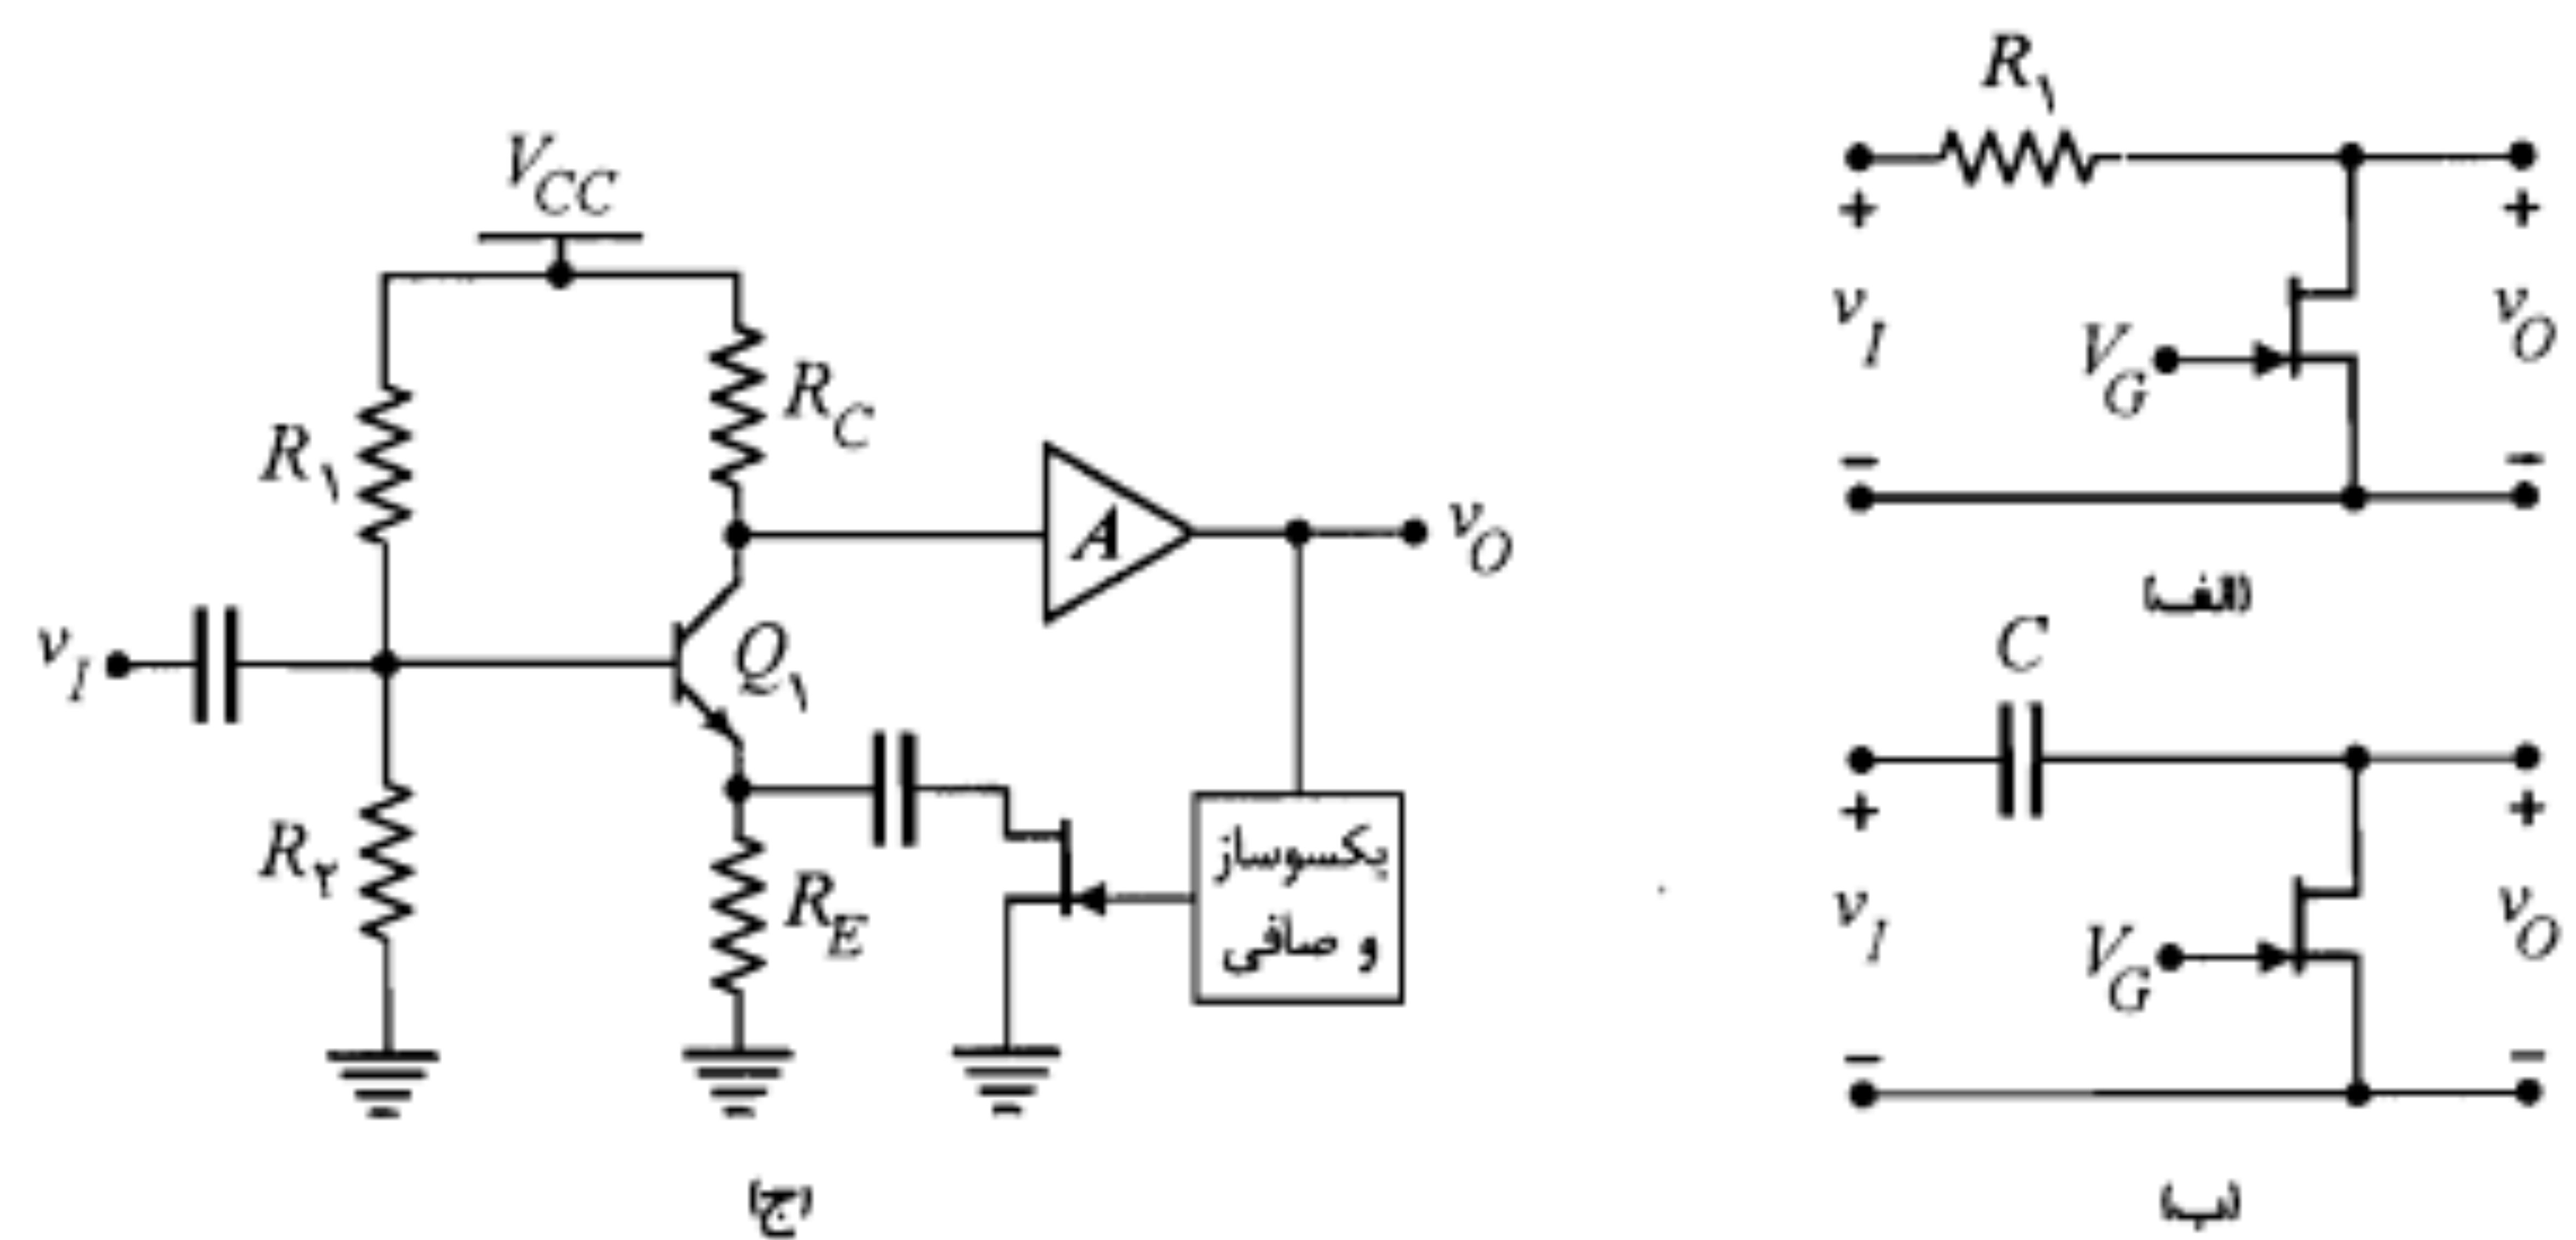 V_CC
R_۱
R_C
A
v_O
v_I
Q_۱
R_۲
R_E
یکسوساز
و صافی
(ج)
R_۱
+
+
v_I
V_G
v_O
−
−
(الف)
C
+
+
v_I
V_G
v_O
−
−
(ب)